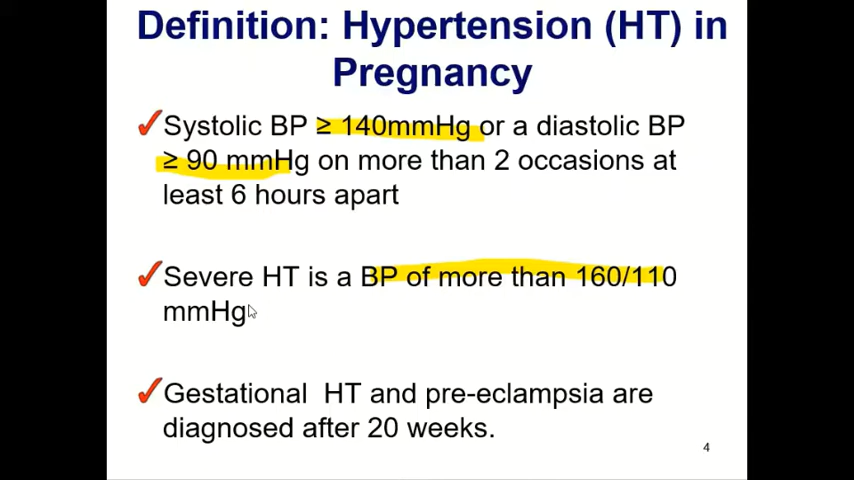 Definition: Hypertension (HT) in
Pregnancy
✓Systolic BP ≥ 140mmHg or a diastolic BP
≥ 90 mmHg on more than 2 occasions at
least 6 hours apart
✓Severe HT is a BP of more than 160/110
mmHg
✓Gestational HT and pre-eclampsia are
diagnosed after 20 weeks.
4